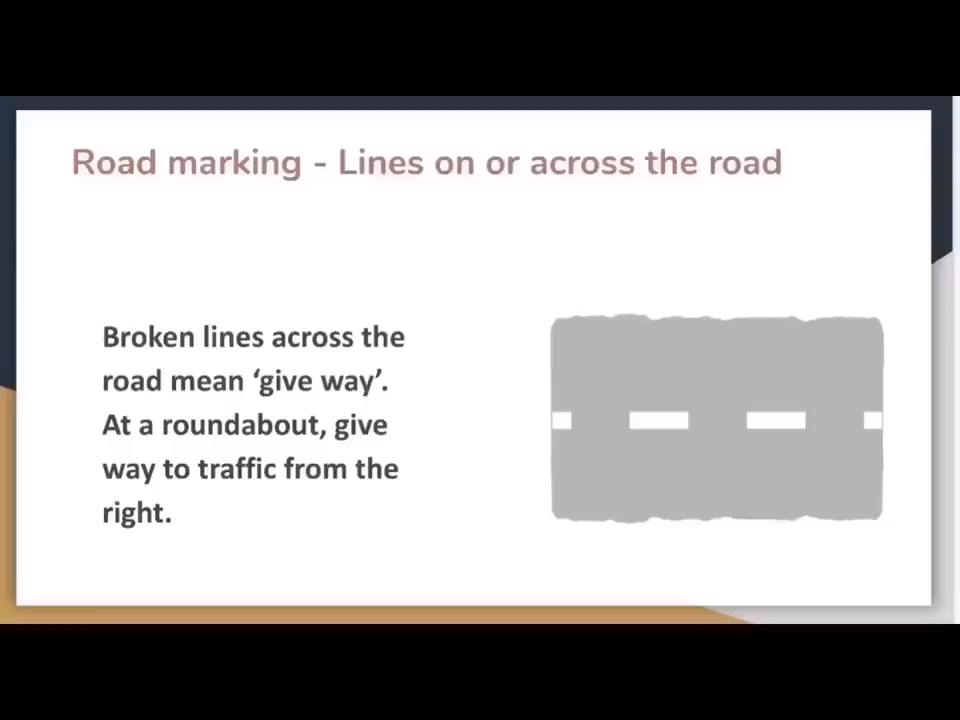 Road marking - Lines on or across the road
Broken lines across the
road mean ‘give way’.
At a roundabout, give
way to traffic from the
right.